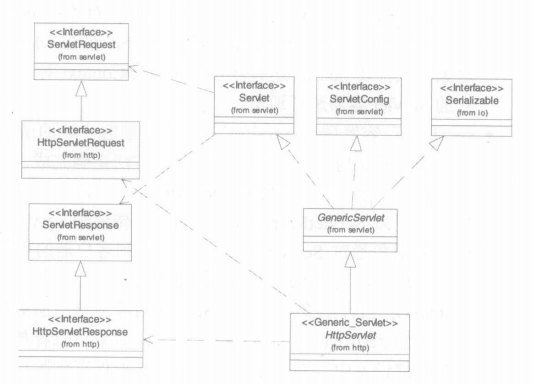 <<Interface>>
ServletRequest
(from servlet)
<<Interface>>
Servlet
(from servlet)
<<Interface>>
ServletConfig
(from servlet)
<<Interface>>
Serializable
(from io)
<<Interface>>
HttpServletRequest
(from http)
<<Interface>>
ServletResponse
(from servlet)
GenericServlet
(from servlet)
<<Interface>>
HttpServletResponse
(from http)
<<Generic_Servlet>>
HttpServlet
(from http)